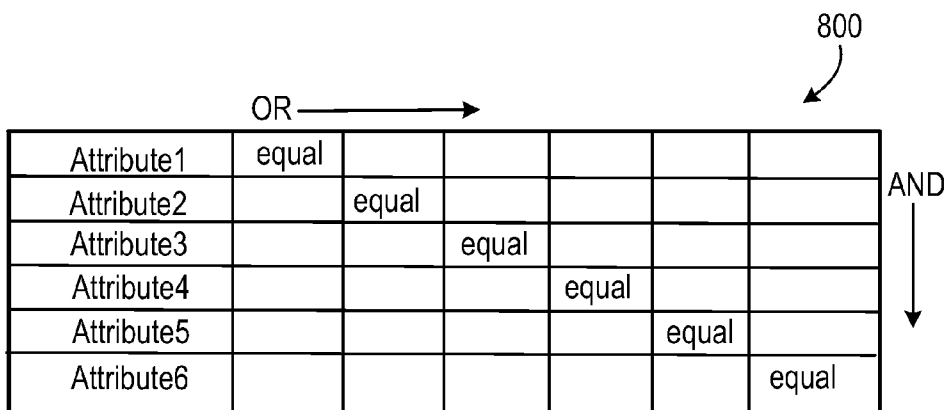 800
OR
Attribute1 equal
AND
Attribute2 equal
Attribute3 equal
Attribute4 equal
Attribute5 equal
Attribute6 equal